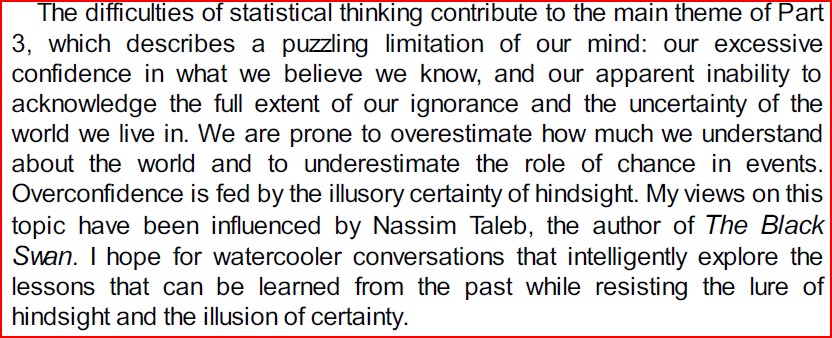 The difficulties of statistical thinking contribute to the main theme of Part
3, which describes a puzzling limitation of our mind: our excessive
confidence in what we believe we know, and our apparent inability to
acknowledge the full extent of our ignorance and the uncertainty of the
world we live in. We are prone to overestimate how much we understand
about the world and to underestimate the role of chance in events.
Overconfidence is fed by the illusory certainty of hindsight. My views on this
topic have been influenced by Nassim Taleb, the author of The Black
Swan. I hope for watercooler conversations that intelligently explore the
lessons that can be learned from the past while resisting the lure of
hindsight and the illusion of certainty.